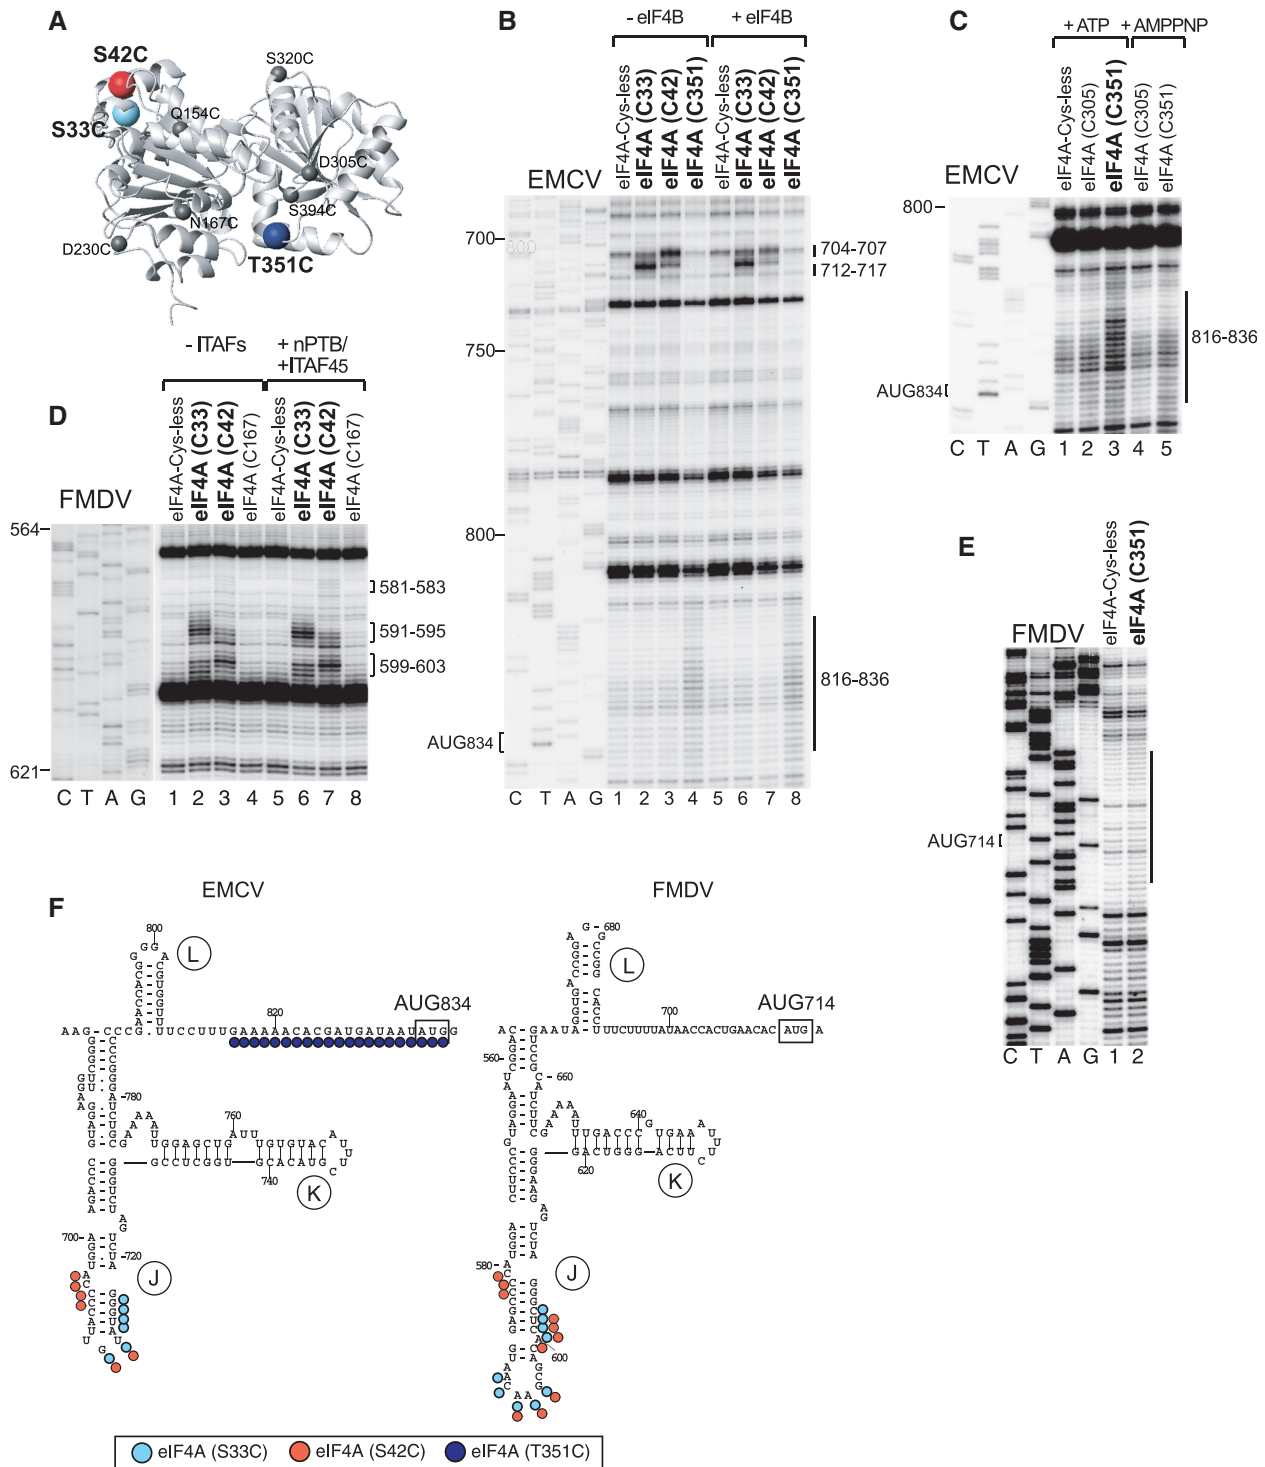 A
S42C
S33C
S320C
Q154C
D305C
S394C
N167C
D230C
T351C
B
- eIF4B
+ eIF4B
eIF4A-Cys-less
eIF4A (C33)
eIF4A (C42)
eIF4A (C351)
eIF4A-Cys-less
eIF4A (C33)
eIF4A (C42)
eIF4A (C351)
EMCV
700
750
800
AUG834
704-707
712-717
816-836
C T A G 1 2 3 4 5 6 7 8
C
+ ATP
+ AMPPNP
eIF4A-Cys-less
eIF4A (C305)
eIF4A (C351)
eIF4A (C305)
eIF4A (C351)
EMCV
800
AUG834
816-836
C T A G 1 2 3 4 5
D
- ITAFs
+ nPTB/
+ITAF45
eIF4A-Cys-less
eIF4A (C33)
eIF4A (C42)
eIF4A (C167)
eIF4A-Cys-less
eIF4A (C33)
eIF4A (C42)
eIF4A (C167)
FMDV
564
621
581-583
591-595
599-603
C T A G 1 2 3 4 5 6 7 8
E
eIF4A-Cys-less
eIF4A (C351)
FMDV
AUG714
C T A G 1 2
F
EMCV
800
L
820
AUG834
UUCCUUUGAAAAACACGAUGAUAAUAUGG
780
760
740
K
700
720
J
FMDV
680
L
700
AUG714
UUUCUUUUAUAACCACUGAACACAUGA
560
660
640
620
K
580
600
J
eIF4A (S33C)
eIF4A (S42C)
eIF4A (T351C)